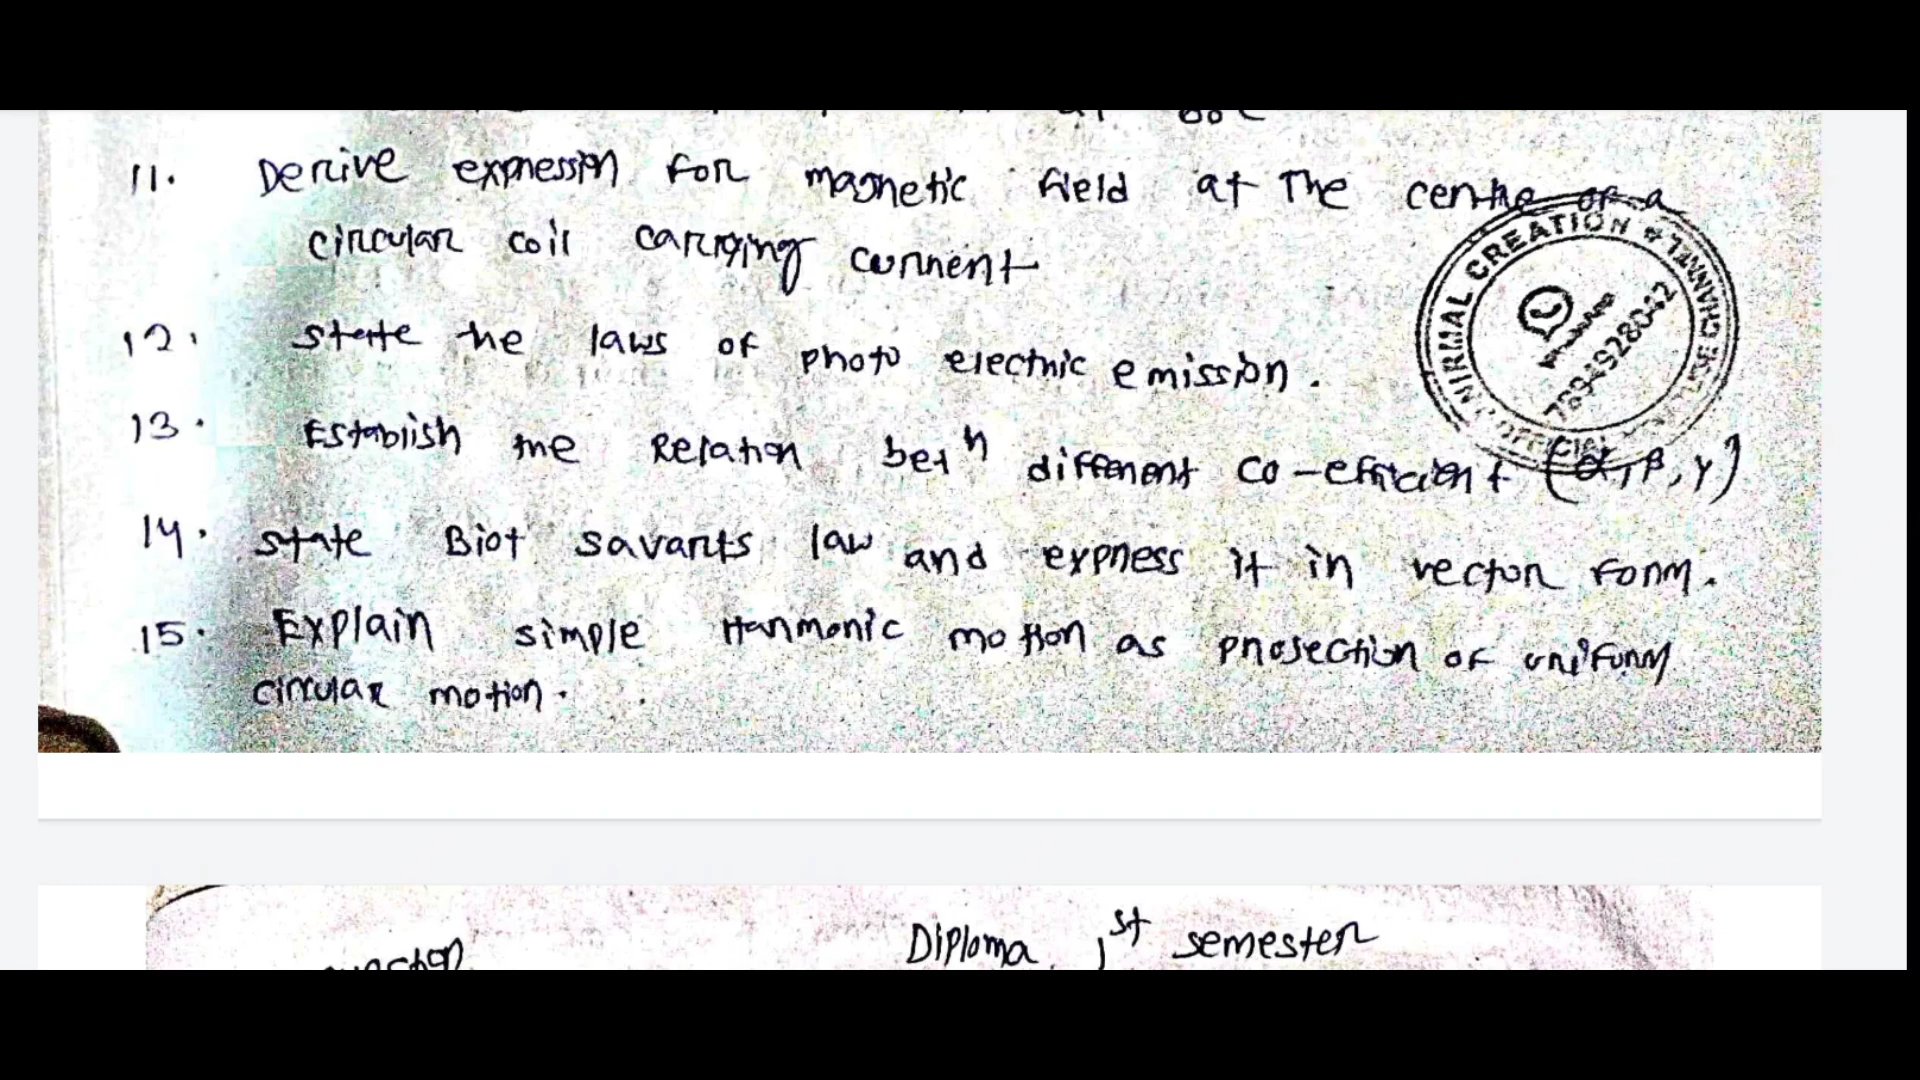 11. Derive expression for magnetic field at The centre of a
circular coil carrying current
12. state the laws of photo electric emission.
13. Establish the Relation betn different co-efficient (α, β, γ)
14. state Biot savarts law and express it in vector form.
15. Explain simple Harmonic motion as projection of uniform
circular motion.
NIRMAL CREATION
OFFICIAL
Diploma 1st semester